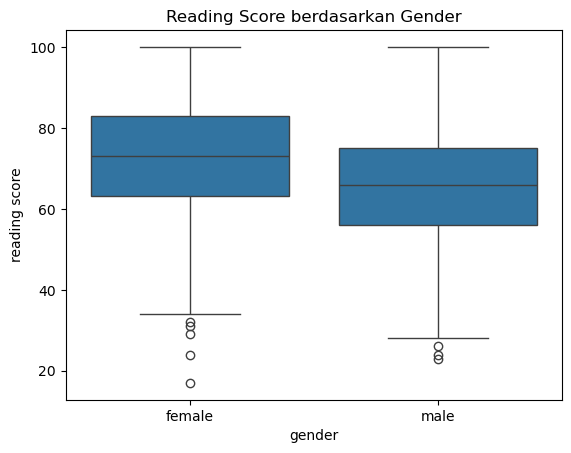 Reading Score berdasarkan Gender
100
80
60
40
20
reading score
female
male
gender